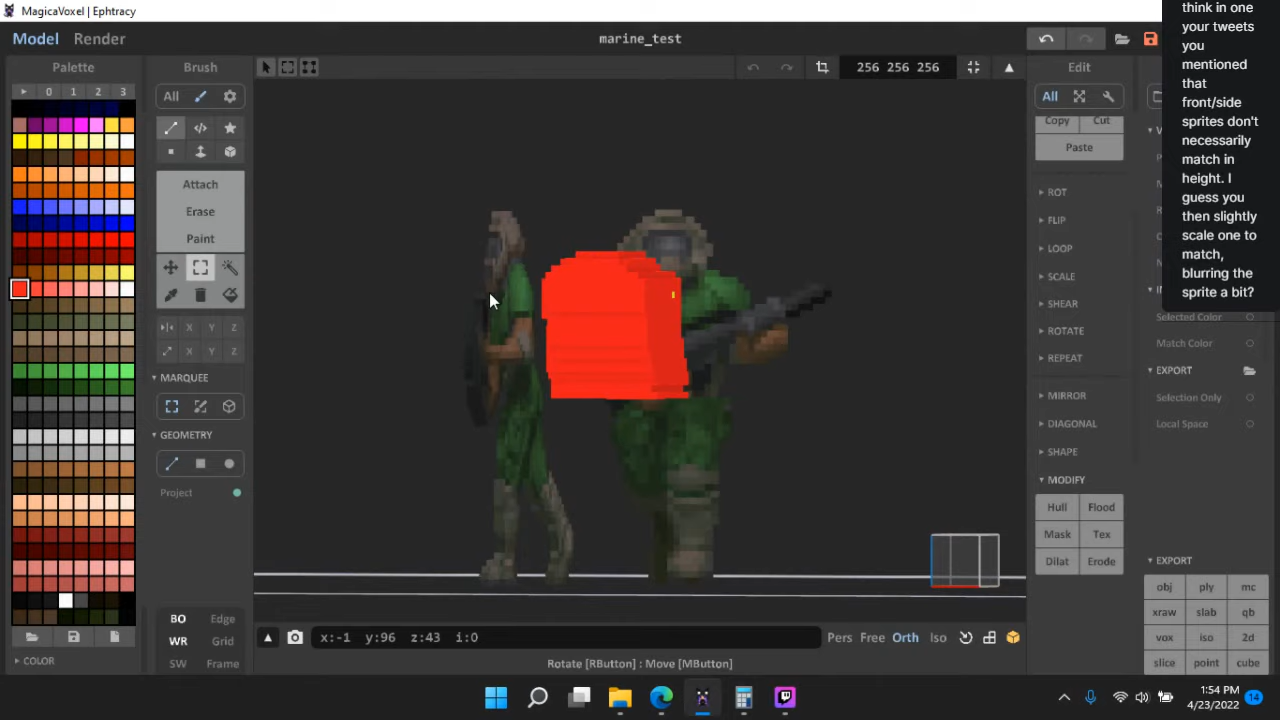 MagicaVoxel | Ephtracy
Model Render
marine_test
Palette
Brush
256 256 256
Edit
0 1 2 3
All
All
Copy Cut
Paste
Attach
Erase
Paint
ROT
FLIP
LOOP
SCALE
SHEAR
ROTATE
REPEAT
MIRROR
DIAGONAL
SHAPE
MODIFY
Hull Flood
Mask Tex
Dilat Erode
X Y Z
X Y Z
MARQUEE
GEOMETRY
Project
BO Edge
WR Grid
SW Frame
COLOR
x:-1 y:96 z:43 i:0
Pers Free Orth Iso
Rotate [RButton] : Move [MButton]
think in one
your tweets
you
mentioned
that
front/side
sprites don't
necessarily
match in
height. I
guess you
then slightly
scale one to
match,
blurring the
sprite a bit?
Selected Color
Match Color
EXPORT
Selection Only
Local Space
EXPORT
obj ply mc
xraw slab qb
vox iso 2d
slice point cube
1:54 PM
4/23/2022
14